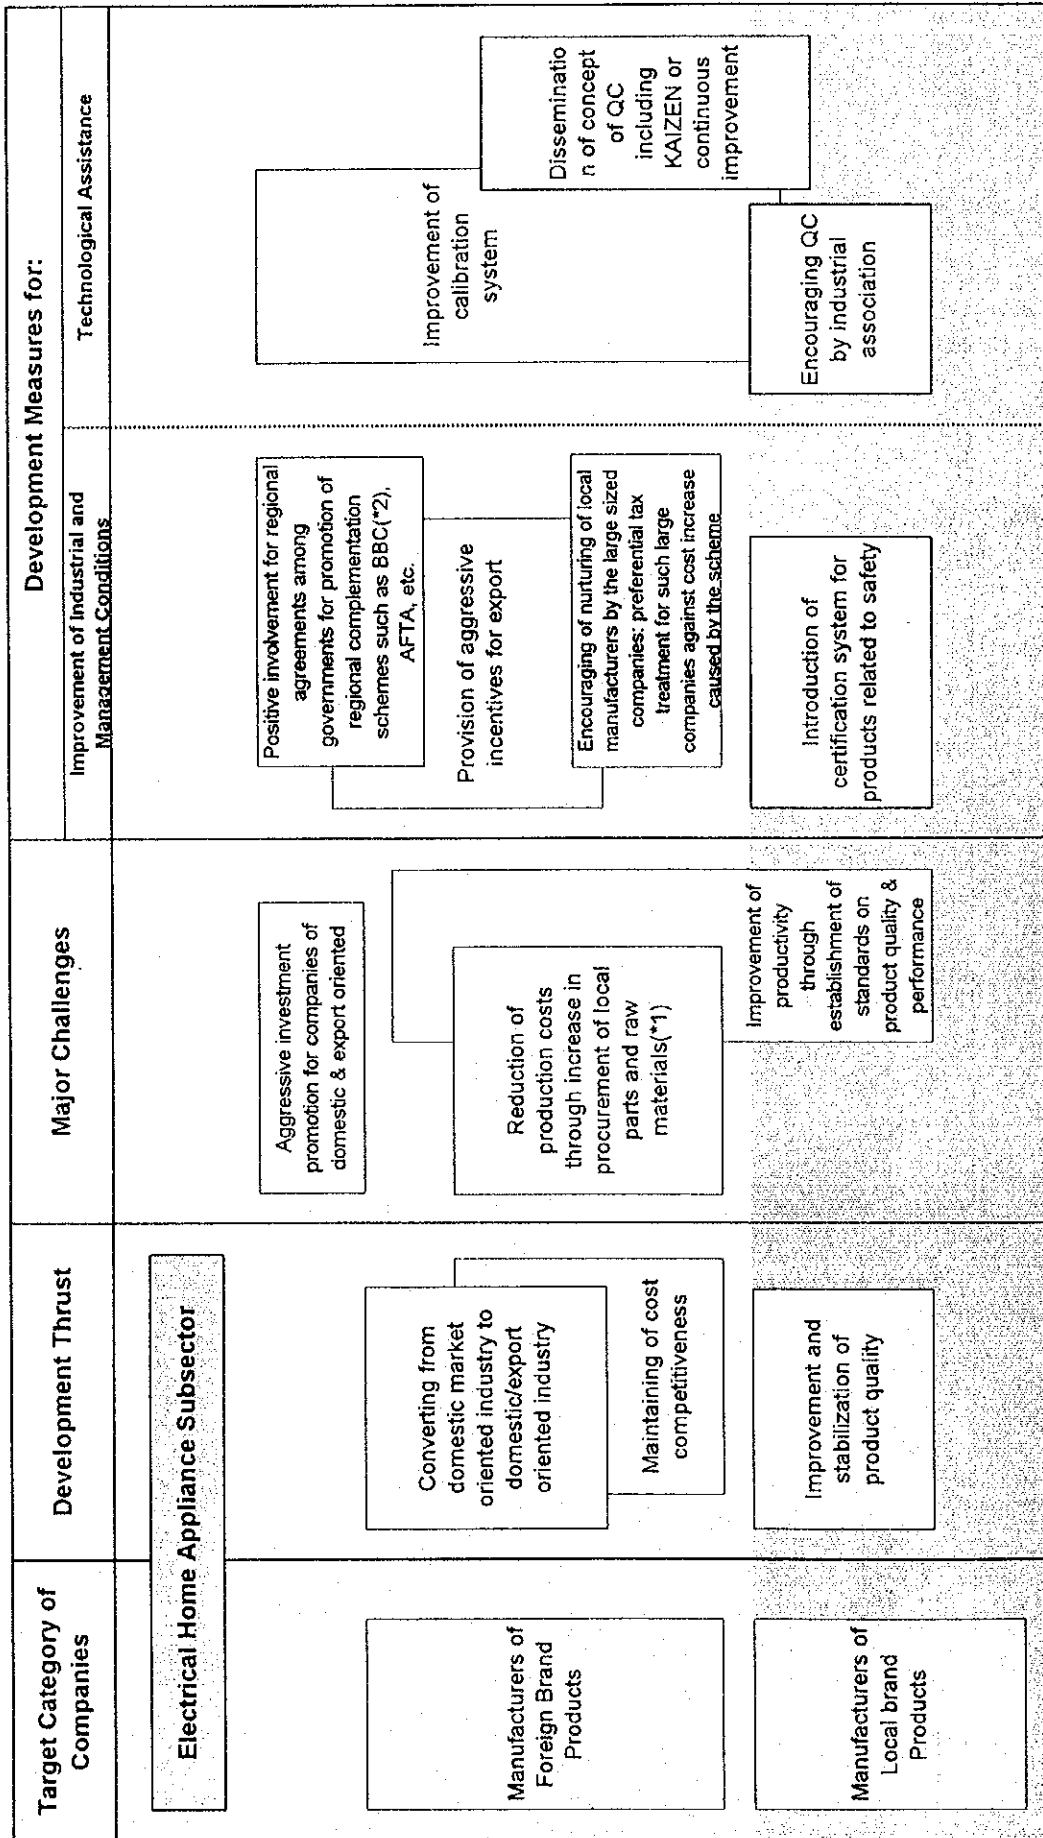 Target Category of
Companies
Development Thrust
Major Challenges
Development Measures for:
Improvement of Industrial and
Management Conditions
Technological Assistance
Electrical Home Appliance Subsector
Manufacturers of
Foreign Brand
Products
Converting from
domestic market
oriented industry to
domestic/export
oriented industry
Maintaining of cost
competitiveness
Aggressive investment
promotion for companies of
domestic & export oriented
Reduction of
production costs
through increase in
procurement of local
parts and raw
materials(*1)
Positive involvement for regional
agreements among
governments for promotion of
regional complementation
schemes such as BBC(*2),
AFTA, etc.
Provision of aggressive
incentives for export
Encouraging of nurturing of local
manufacturers by the large sized
companies: preferential tax
treatment for such large
companies against cost increase
caused by the scheme
Improvement of
calibration
system
Disseminatio
n of concept
of QC
including
KAIZEN or
continuous
improvement
Manufacturers of
Local brand
Products
Improvement and
stabilization of
product quality
Improvement of
productivity
through
establishment of
standards on
product quality &
performance
Introduction of
certification system for
products related to safety
Encouraging QC
by industrial
association